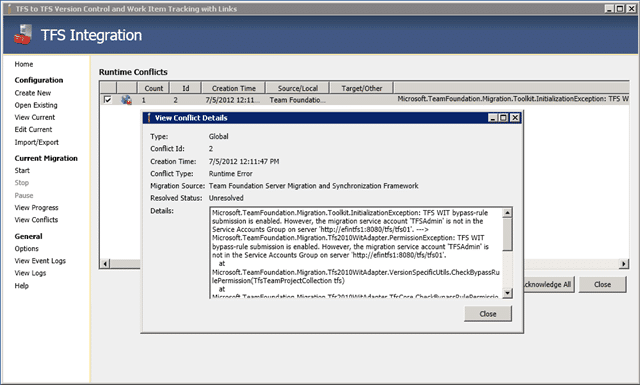 TFS to TFS Version Control and Work Item Tracking with Links
TFS Integration
Home
Configuration
Create New
Open Existing
View Current
Edit Current
Import/Export
Current Migration
Start
Stop
Pause
View Progress
View Conflicts
General
Options
View Event Logs
View Logs
Help
Runtime Conflicts
Count Id Creation Time Source/Local Target/Other
1 2 7/5/2012 12:11... Team Foundatio... Microsoft.TeamFoundation.Migration.Toolkit.InitializationException: TFS W
View Conflict Details
Type: Global
Conflict Id: 2
Creation Time: 7/5/2012 12:11:47 PM
Conflict Type: Runtime Error
Migration Source: Team Foundation Server Migration and Synchronization Framework
Resolved Status: Unresolved
Details: Microsoft.TeamFoundation.Migration.Toolkit.InitializationException: TFS WIT bypass-rule
submission is enabled. However, the migration service account 'TFSAdmin' is not in the
Service Accounts Group on server 'http://efintfs1:8080/tfs/tfs01'. --->
Microsoft.TeamFoundation.Migration.Tfs2010WitAdapter.PermissionException: TFS WIT
bypass-rule submission is enabled. However, the migration service account 'TFSAdmin' is
not in the Service Accounts Group on server 'http://efintfs1:8080/tfs/tfs01'.
at
Microsoft.TeamFoundation.Migration.Tfs2010WitAdapter.VersionSpecificUtils.CheckBypassRu
lePermission(TfsTeamProjectCollection tfs)
at
Microsoft.TeamFoundation.Migration.Tfs2010WitAdapter.TfsCore.CheckBypassRulePermissio
Close
Acknowledge All
Close